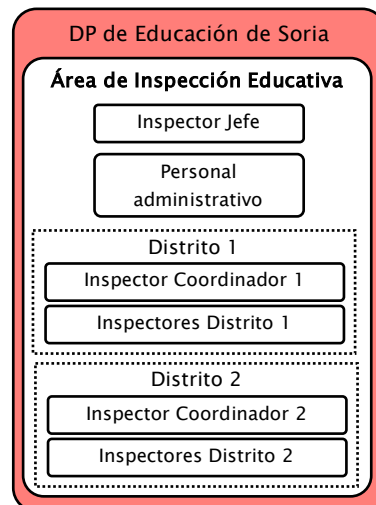 DP de Educación de Soria
Área de Inspección Educativa
Inspector Jefe
Personal
administrativo
Distrito 1
Inspector Coordinador 1
Inspectores Distrito 1
Distrito 2
Inspector Coordinador 2
Inspectores Distrito 2